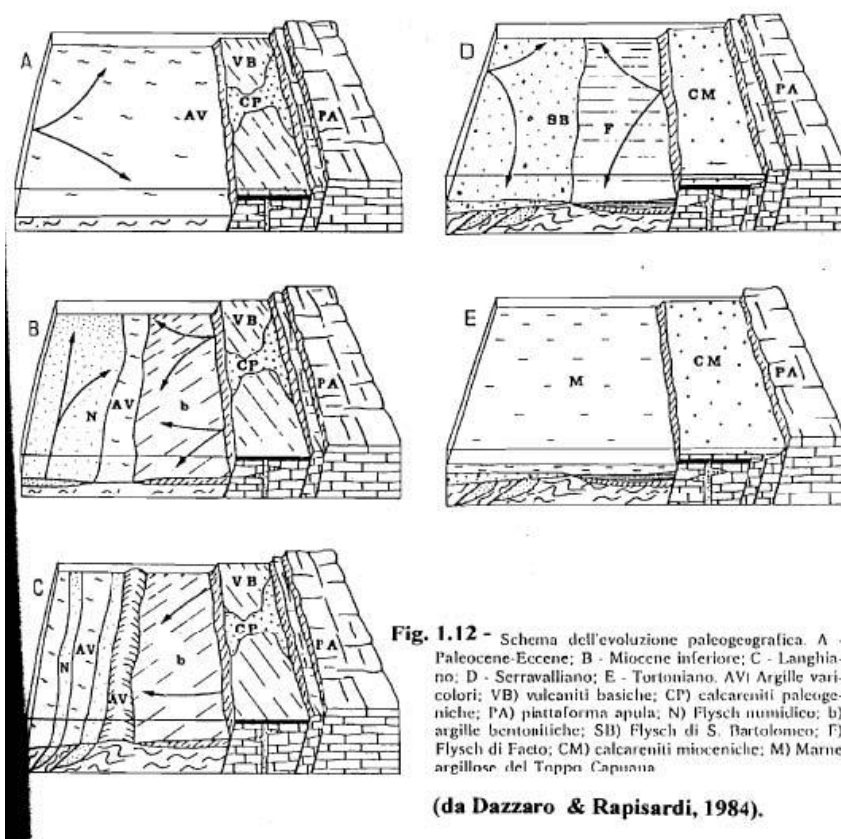 A
AV
VB
CP
PA
B
N
AV
b
VB
CP
PA
C
N
AV
AV
b
VB
CP
PA
D
SB
F
CM
PA
E
M
CM
PA
Fig. 1.12 - Schema dell'evoluzione paleogeografica. A -
Paleocene-Eocene; B - Miocene inferiore; C - Langhia-
no; D - Serravalliano; E - Tortoniano. AV) Argille vari-
colori; VB) vulcaniti basiche; CP) calcareniti paleoge-
niche; PA) piattaforma apula; N) Flysch numidico; b)
argille bentonitiche; SB) Flysch di S. Bartolomeo; F)
Flysch di Faeto; CM) calcareniti mioceniche; M) Marne
argillose del Toppo Capuana
(da Dazzaro & Rapisardi, 1984).